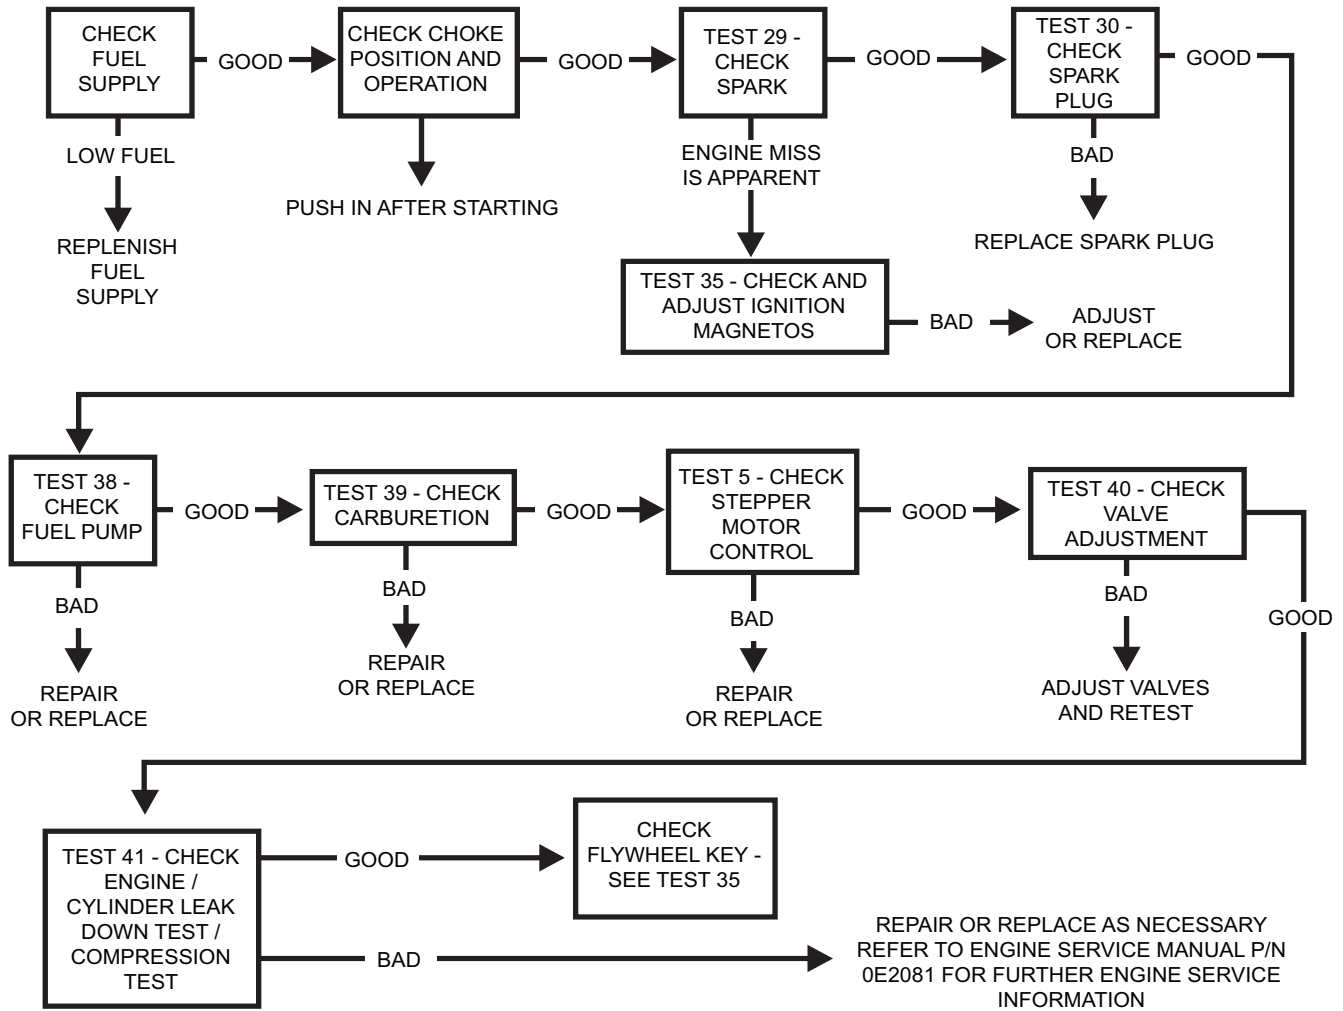 CHECK
FUEL
SUPPLY
GOOD
CHECK CHOKE
POSITION AND
OPERATION
GOOD
TEST 29 -
CHECK
SPARK
GOOD
TEST 30 -
CHECK
SPARK
PLUG
GOOD
LOW FUEL
REPLENISH
FUEL
SUPPLY
PUSH IN AFTER STARTING
ENGINE MISS
IS APPARENT
BAD
REPLACE SPARK PLUG
TEST 35 - CHECK AND
ADJUST IGNITION
MAGNETOS
BAD
ADJUST
OR REPLACE
TEST 38 -
CHECK
FUEL PUMP
GOOD
TEST 39 - CHECK
CARBURETION
GOOD
TEST 5 - CHECK
STEPPER
MOTOR
CONTROL
GOOD
TEST 40 - CHECK
VALVE
ADJUSTMENT
GOOD
BAD
REPAIR
OR REPLACE
BAD
REPAIR
OR REPLACE
BAD
REPAIR
OR REPLACE
BAD
ADJUST VALVES
AND RETEST
TEST 41 - CHECK
ENGINE /
CYLINDER LEAK
DOWN TEST /
COMPRESSION
TEST
GOOD
CHECK
FLYWHEEL KEY -
SEE TEST 35
BAD
REPAIR OR REPLACE AS NECESSARY
REFER TO ENGINE SERVICE MANUAL P/N
0E2081 FOR FURTHER ENGINE SERVICE
INFORMATION